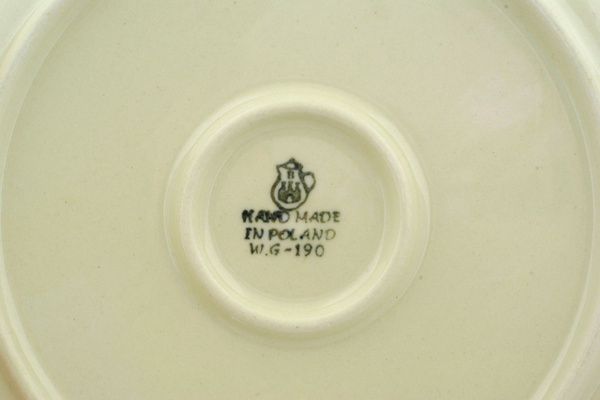 B
HAND MADE
IN POLAND
W.G-190